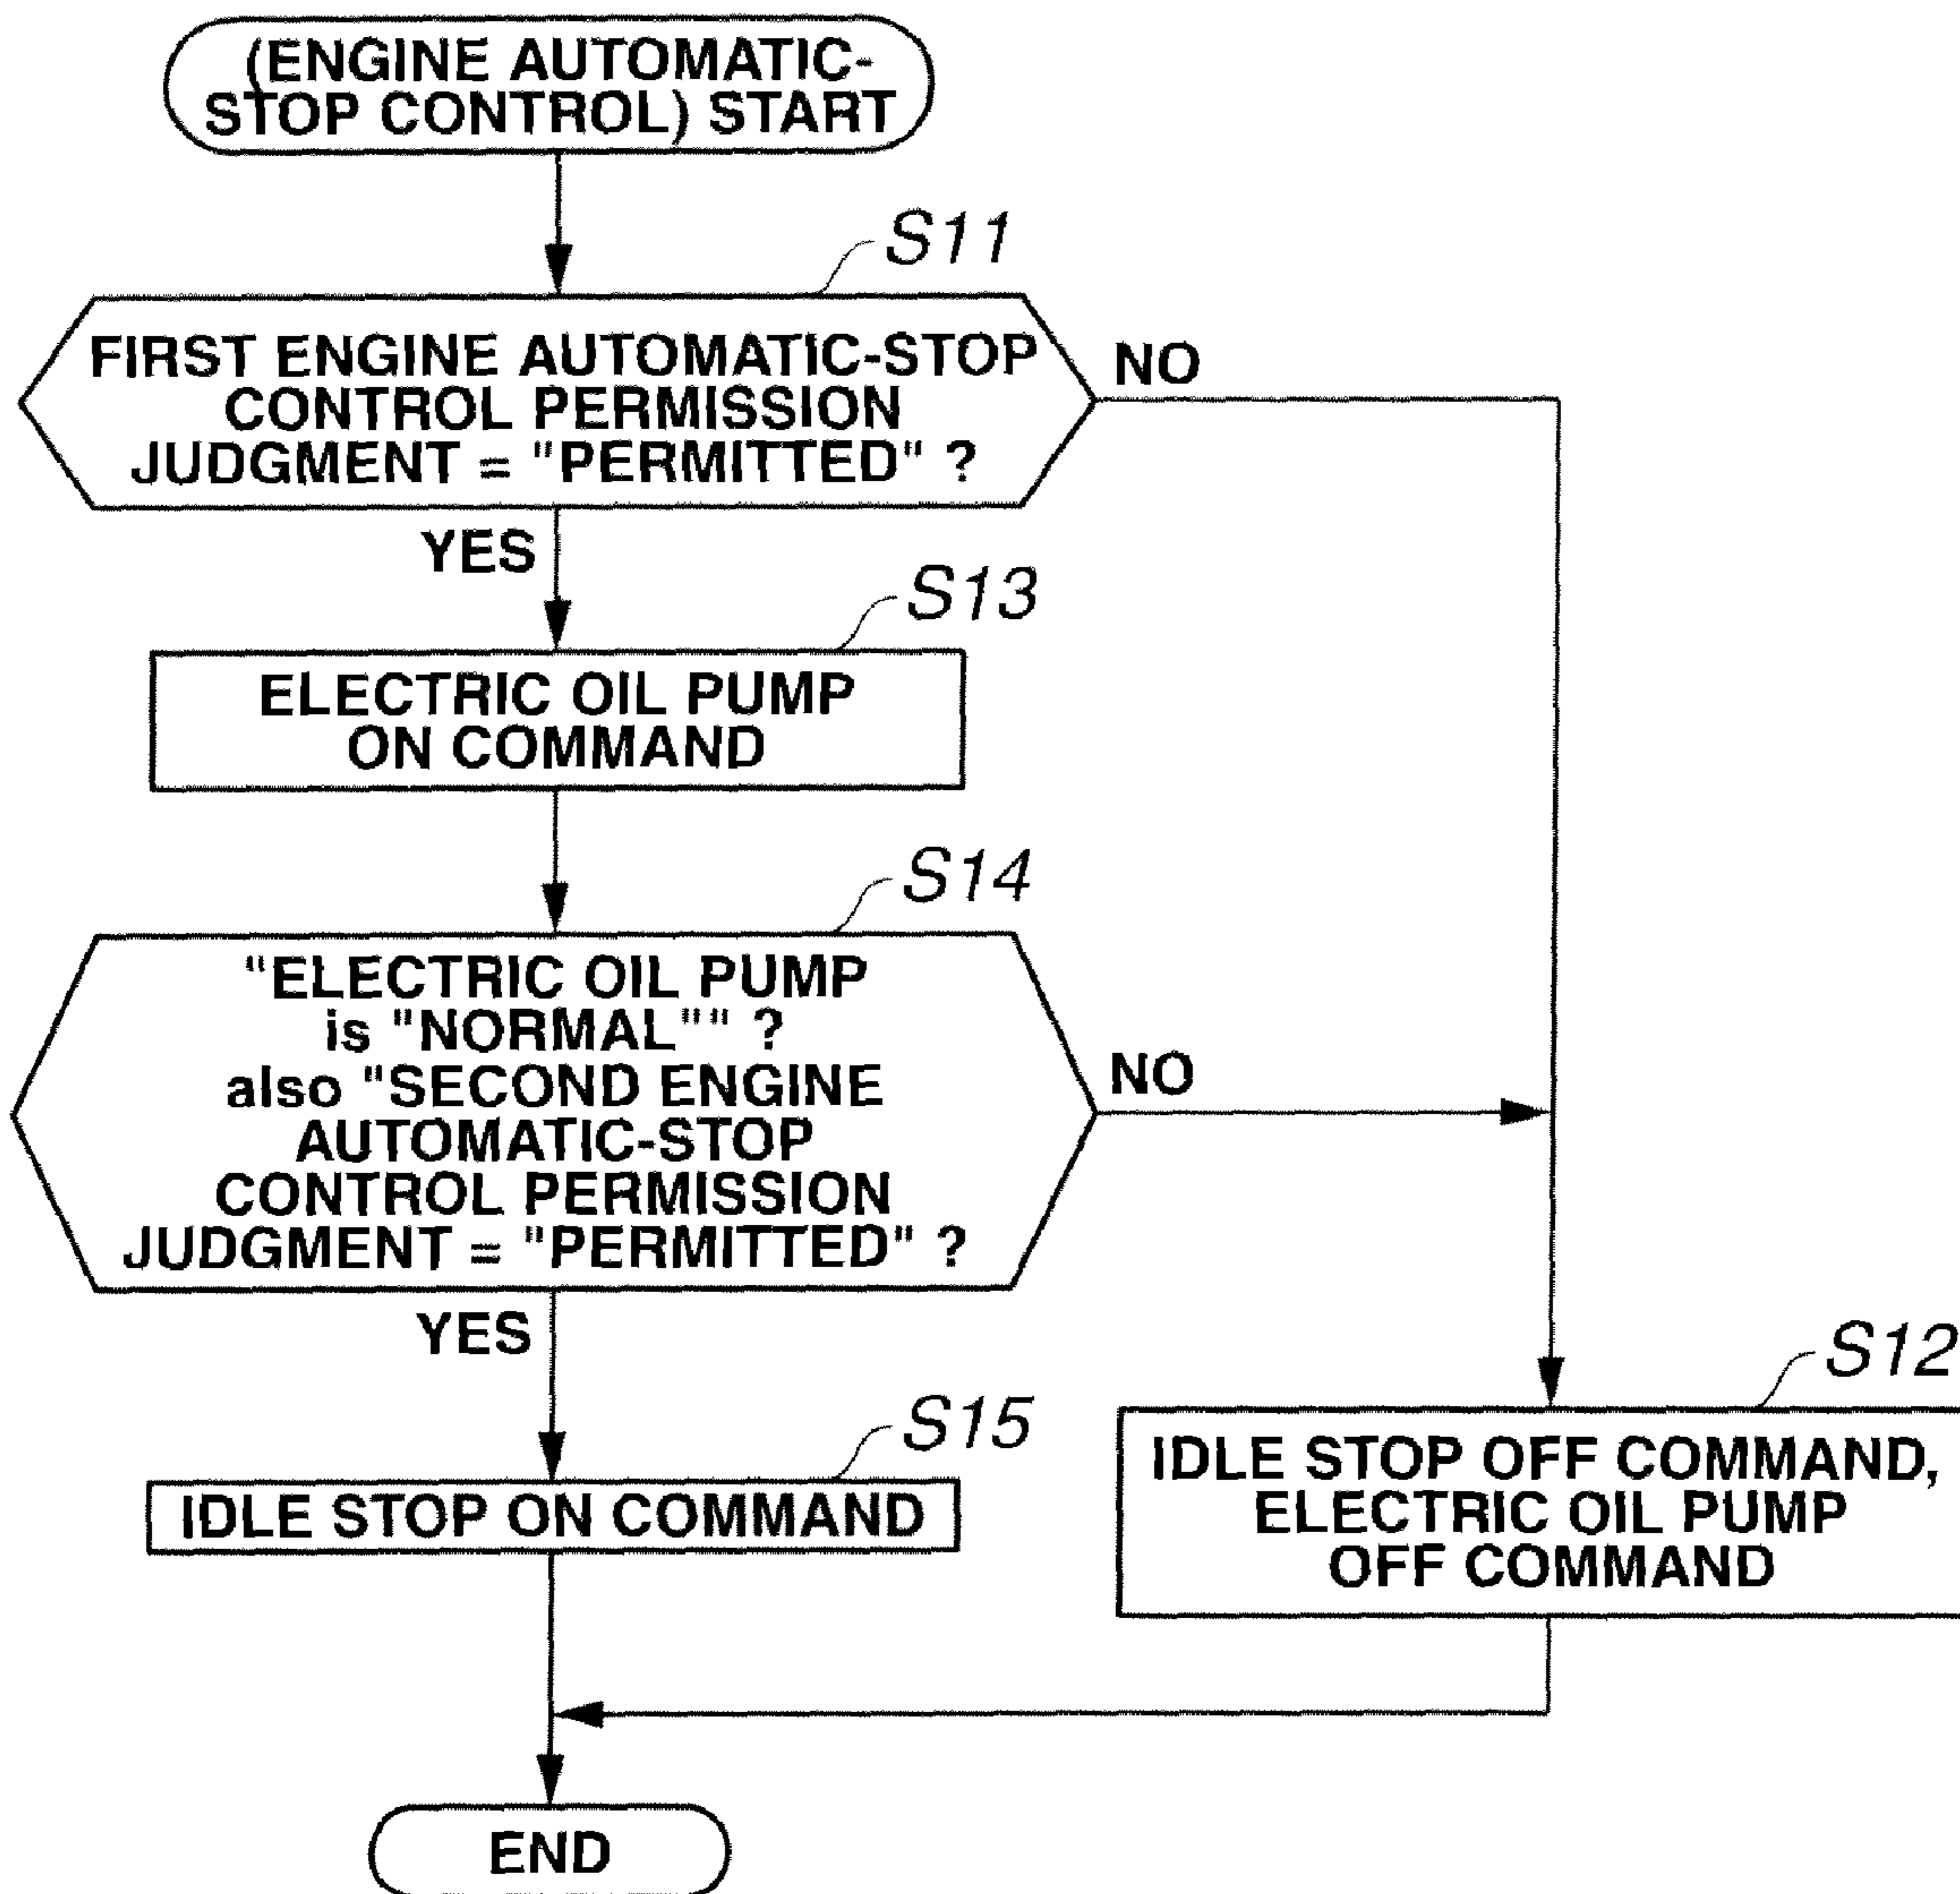 (ENGINE AUTOMATIC-
STOP CONTROL) START
S11
FIRST ENGINE AUTOMATIC-STOP
CONTROL PERMISSION
JUDGMENT = "PERMITTED" ?
NO
YES
S13
ELECTRIC OIL PUMP
ON COMMAND
S14
"ELECTRIC OIL PUMP
is "NORMAL"" ?
also "SECOND ENGINE
AUTOMATIC-STOP
CONTROL PERMISSION
JUDGMENT = "PERMITTED" ?
NO
YES
S12
S15
IDLE STOP ON COMMAND
IDLE STOP OFF COMMAND,
ELECTRIC OIL PUMP
OFF COMMAND
END